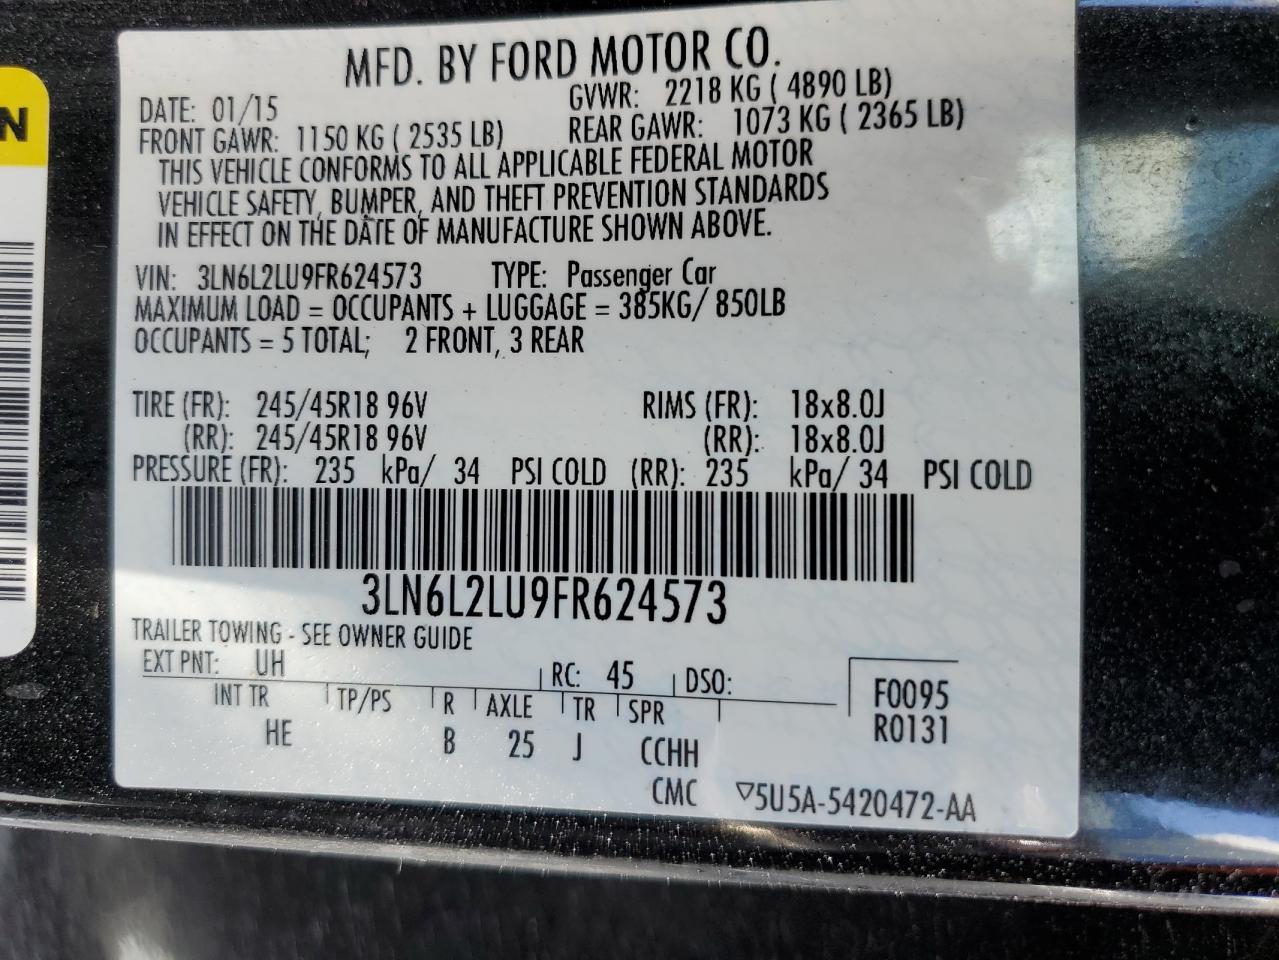 N
MFD. BY FORD MOTOR CO.
DATE: 01/15 GVWR: 2218 KG ( 4890 LB)
FRONT GAWR: 1150 KG ( 2535 LB) REAR GAWR: 1073 KG ( 2365 LB)
THIS VEHICLE CONFORMS TO ALL APPLICABLE FEDERAL MOTOR
VEHICLE SAFETY, BUMPER, AND THEFT PREVENTION STANDARDS
IN EFFECT ON THE DATE OF MANUFACTURE SHOWN ABOVE.
VIN: 3LN6L2LU9FR624573 TYPE: Passenger Car
MAXIMUM LOAD = OCCUPANTS + LUGGAGE = 385KG/ 850LB
OCCUPANTS = 5 TOTAL; 2 FRONT, 3 REAR
TIRE (FR): 245/45R18 96V RIMS (FR): 18x8.0J
(RR): 245/45R18 96V (RR): 18x8.0J
PRESSURE (FR): 235 kPa/ 34 PSI COLD (RR): 235 kPa/ 34 PSI COLD
3LN6L2LU9FR624573
TRAILER TOWING - SEE OWNER GUIDE
EXT PNT: UH RC: 45 DSO:
INT TR TP/PS R AXLE TR SPR
HE B 25 J CCHH
CMC
F0095
R0131
▽5U5A-5420472-AA